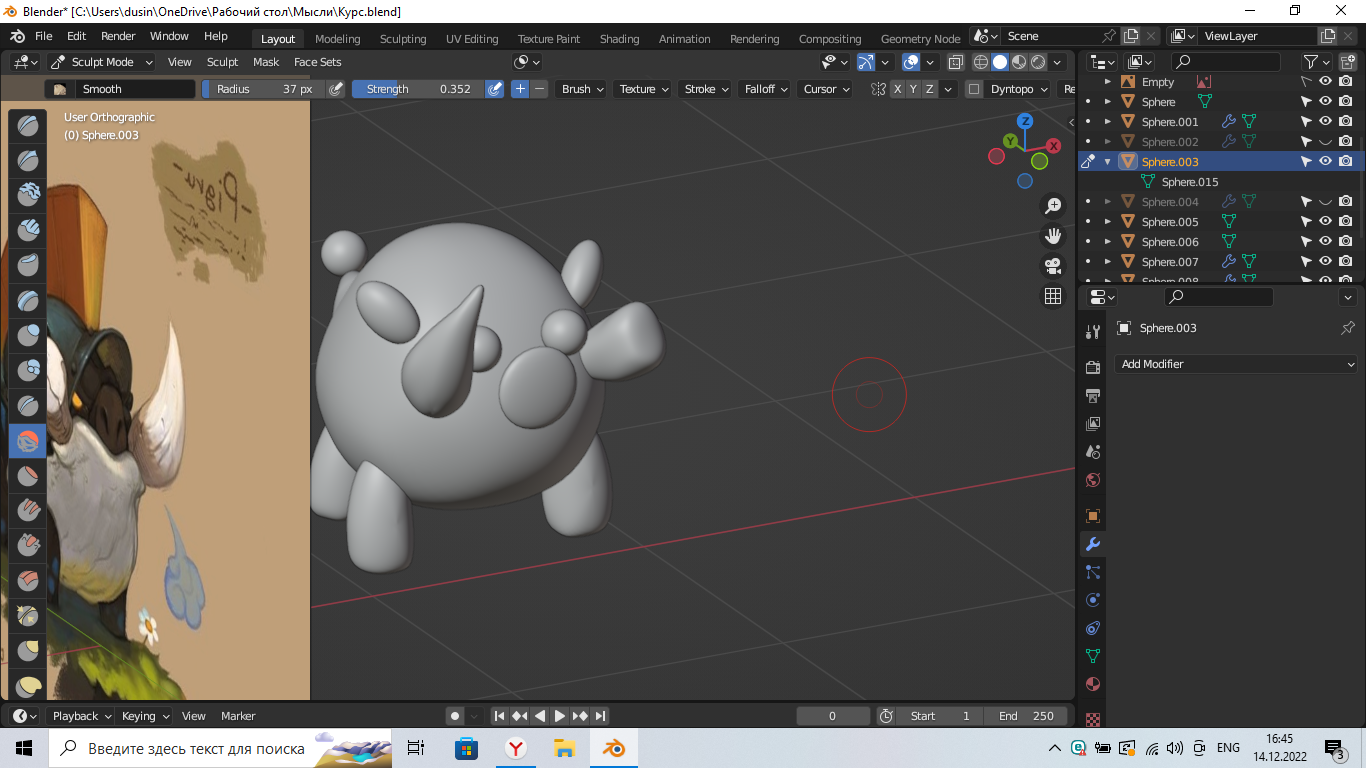 Blender* [C:\Users\dusin\OneDrive\Рабочий стол\Мысли\Курс.blend]
File Edit Render Window Help Layout Modeling Sculpting UV Editing Texture Paint Shading Animation Rendering Compositing Geometry Node Scene ViewLayer
Sculpt Mode View Sculpt Mask Face Sets
Smooth Radius 37 px Strength 0.352 Brush Texture Stroke Falloff Cursor X Y Z Dyntopo Re
User Orthographic
(0) Sphere.003
Z
Y
X
Empty
Sphere
Sphere.001
Sphere.002
Sphere.003
Sphere.015
Sphere.004
Sphere.005
Sphere.006
Sphere.007
Sphere.008
Sphere.003
Add Modifier
Playback Keying View Marker 0 Start 1 End 250
Введите здесь текст для поиска
ENG
16:45
14.12.2022
3